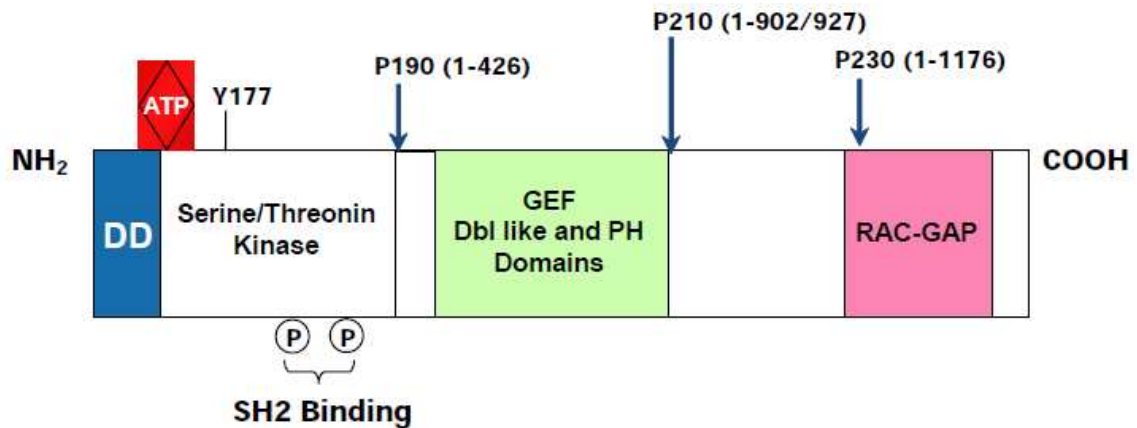 P210 (1-902/927)
P190 (1-426)
P230 (1-1176)
ATP
Y177
NH2
COOH
DD
Serine/Threonin
Kinase
GEF
Dbl like and PH
Domains
RAC-GAP
P
P
SH2 Binding